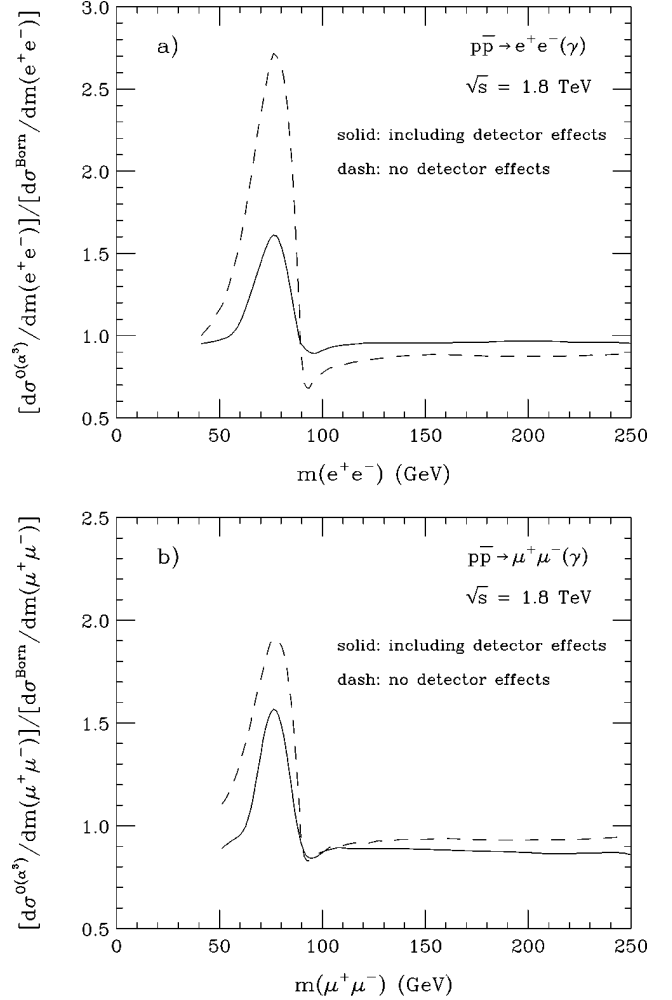 a)
pp̅ → e⁺e⁻(γ)
√s = 1.8 TeV
solid: including detector effects
dash: no detector effects
[dσ^O(α³)/dm(e⁺e⁻)]/[dσ^Born/dm(e⁺e⁻)]
3.0
2.5
2.0
1.5
1.0
0.5
0 50 100 150 200 250
m(e⁺e⁻) (GeV)
b)
pp̅ → μ⁺μ⁻(γ)
√s = 1.8 TeV
solid: including detector effects
dash: no detector effects
[dσ^O(α³)/dm(μ⁺μ⁻)]/[dσ^Born/dm(μ⁺μ⁻)]
2.5
2.0
1.5
1.0
0.5
0 50 100 150 200 250
m(μ⁺μ⁻) (GeV)